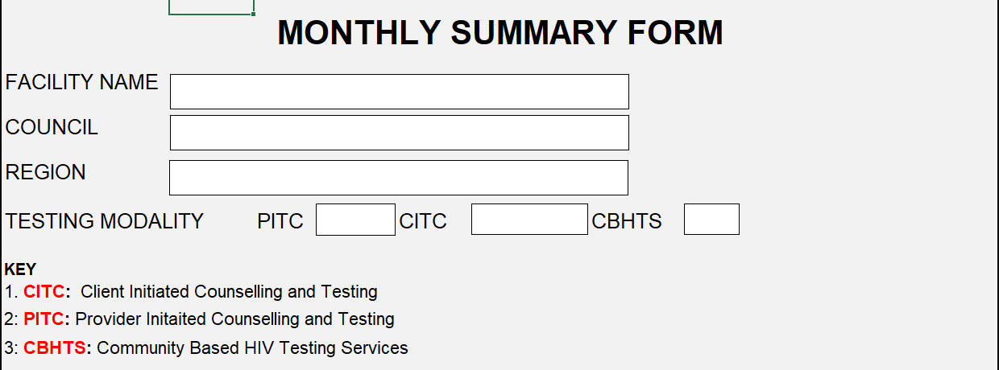 MONTHLY SUMMARY FORM
FACILITY NAME
COUNCIL
REGION
TESTING MODALITY PITC CITC CBHTS
KEY
1. CITC: Client Initiated Counselling and Testing
2: PITC: Provider Initaited Counselling and Testing
3: CBHTS: Community Based HIV Testing Services